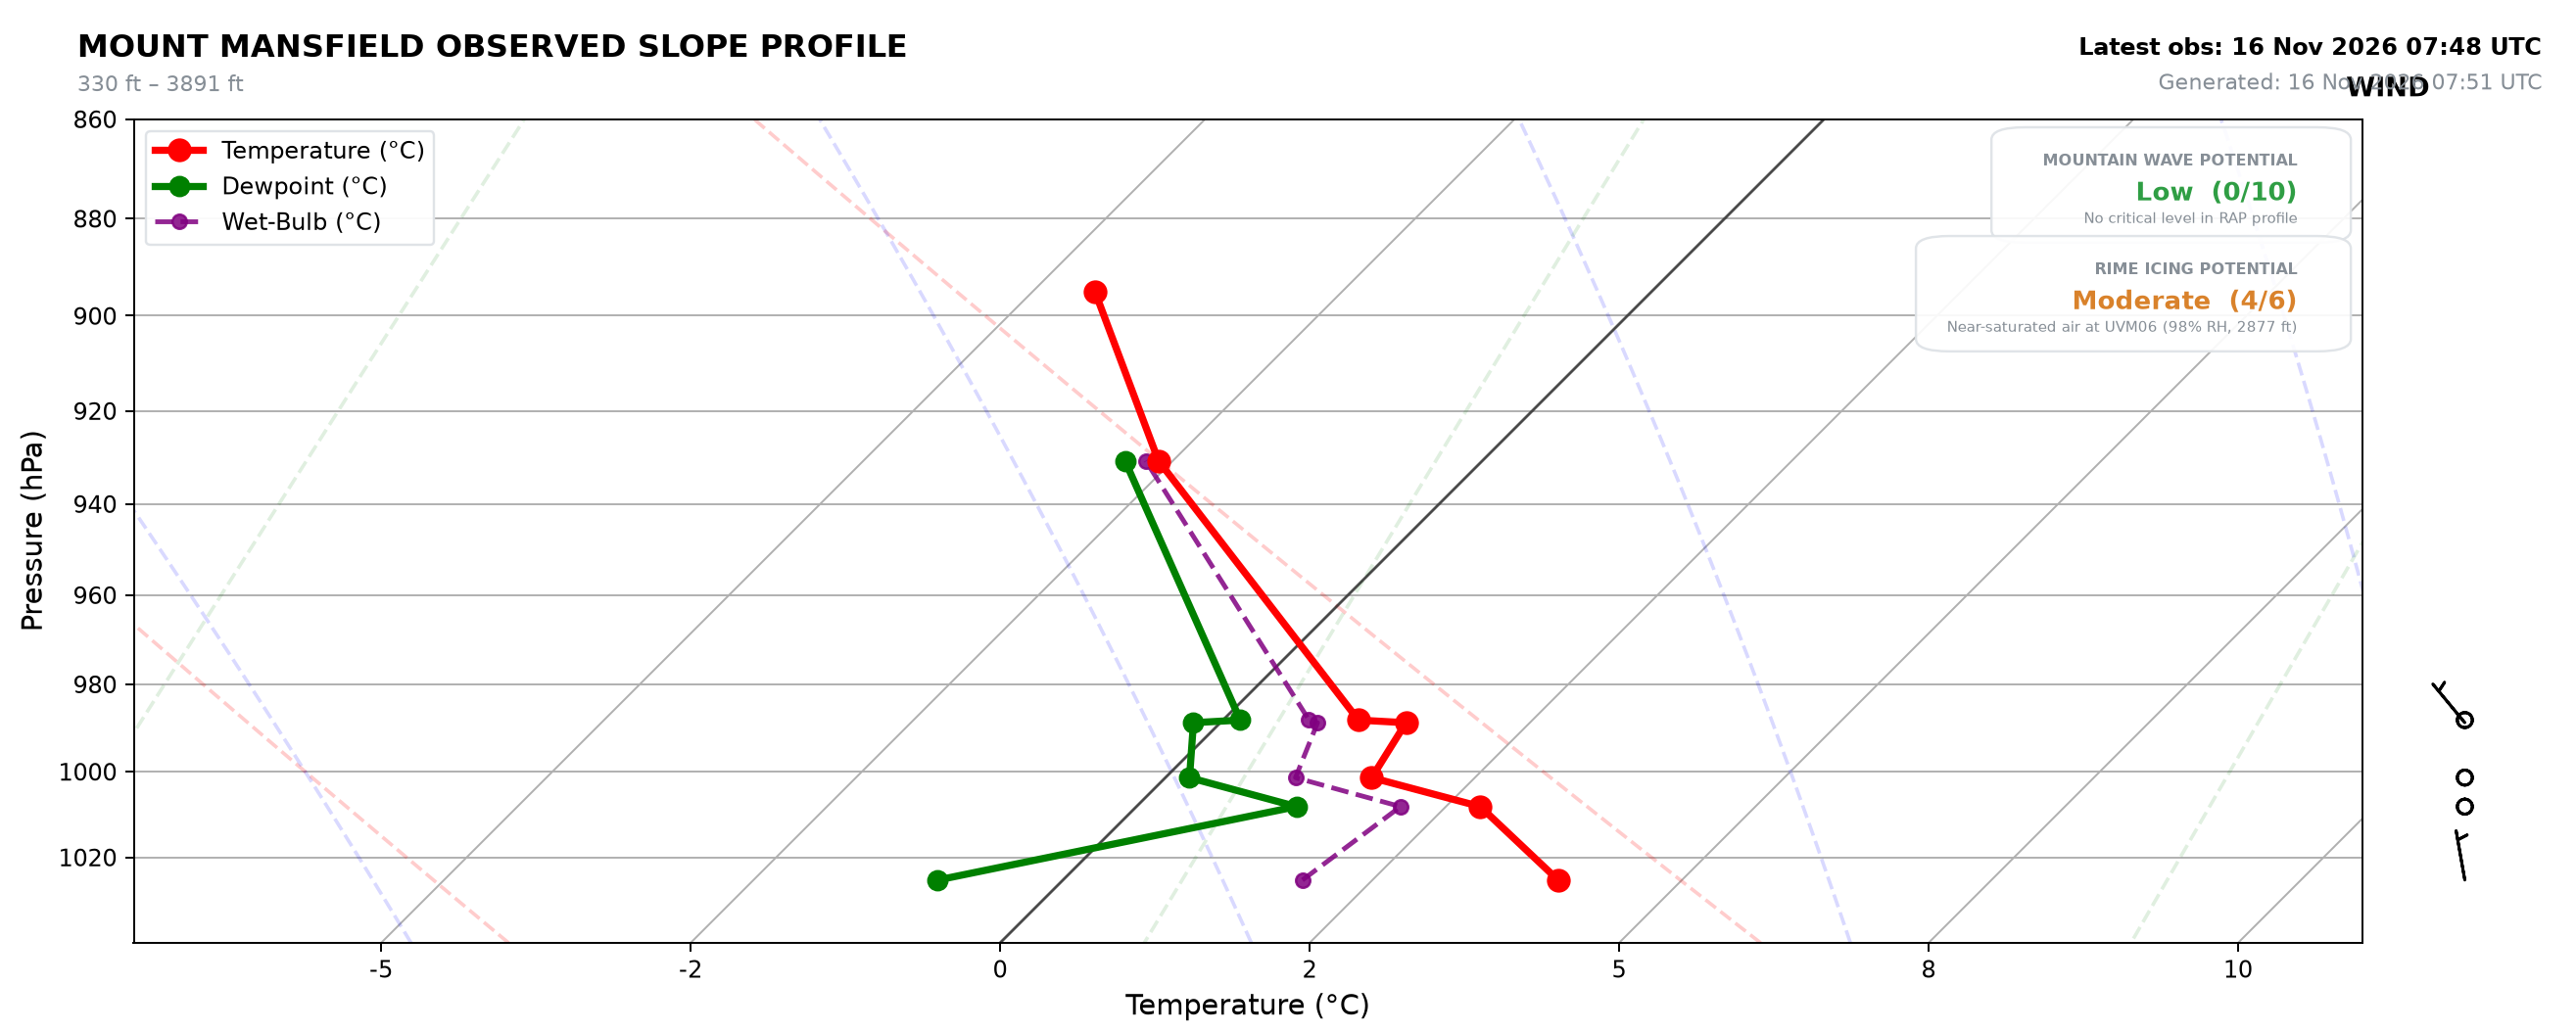 MOUNT MANSFIELD OBSERVED SLOPE PROFILE
330 ft – 3891 ft
Latest obs: 16 Nov 2026 07:48 UTC
Generated: 16 Nov 2026 07:51 UTC
WIND
Temperature (°C)
Dewpoint (°C)
Wet-Bulb (°C)
MOUNTAIN WAVE POTENTIAL
Low (0/10)
No critical level in RAP profile
RIME ICING POTENTIAL
Moderate (4/6)
Near-saturated air at UVM06 (98% RH, 2877 ft)
Pressure (hPa)
860
880
900
920
940
960
980
1000
1020
-5
-2
0
2
5
8
10
Temperature (°C)